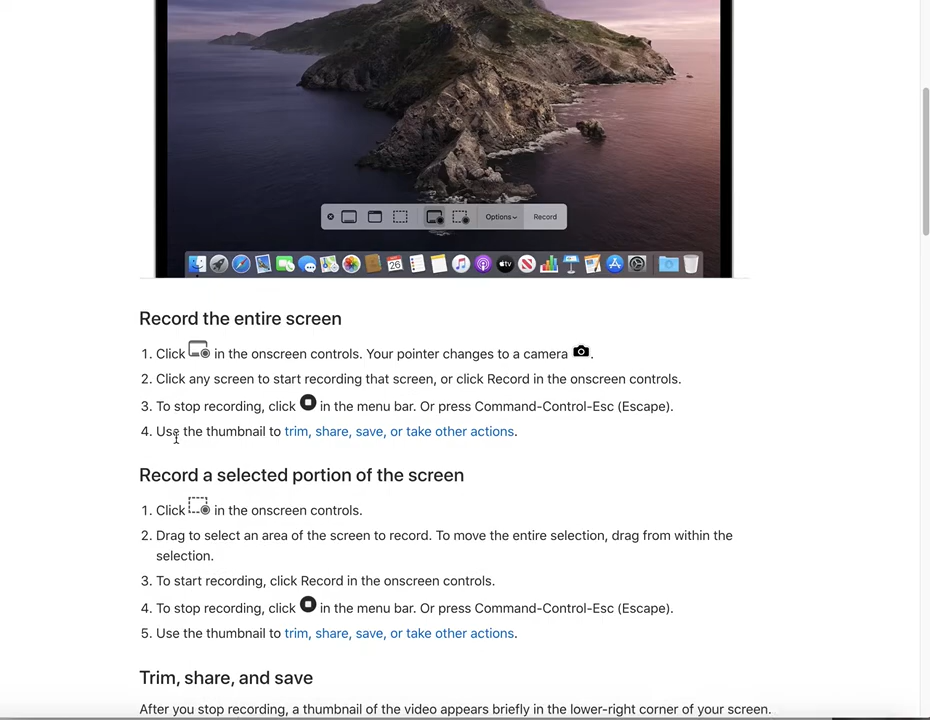 Options
Record
26
tv
Record the entire screen
1. Click in the onscreen controls. Your pointer changes to a camera .
2. Click any screen to start recording that screen, or click Record in the onscreen controls.
3. To stop recording, click in the menu bar. Or press Command-Control-Esc (Escape).
4. Use the thumbnail to trim, share, save, or take other actions.
Record a selected portion of the screen
1. Click in the onscreen controls.
2. Drag to select an area of the screen to record. To move the entire selection, drag from within the
selection.
3. To start recording, click Record in the onscreen controls.
4. To stop recording, click in the menu bar. Or press Command-Control-Esc (Escape).
5. Use the thumbnail to trim, share, save, or take other actions.
Trim, share, and save
After you stop recording, a thumbnail of the video appears briefly in the lower-right corner of your screen.